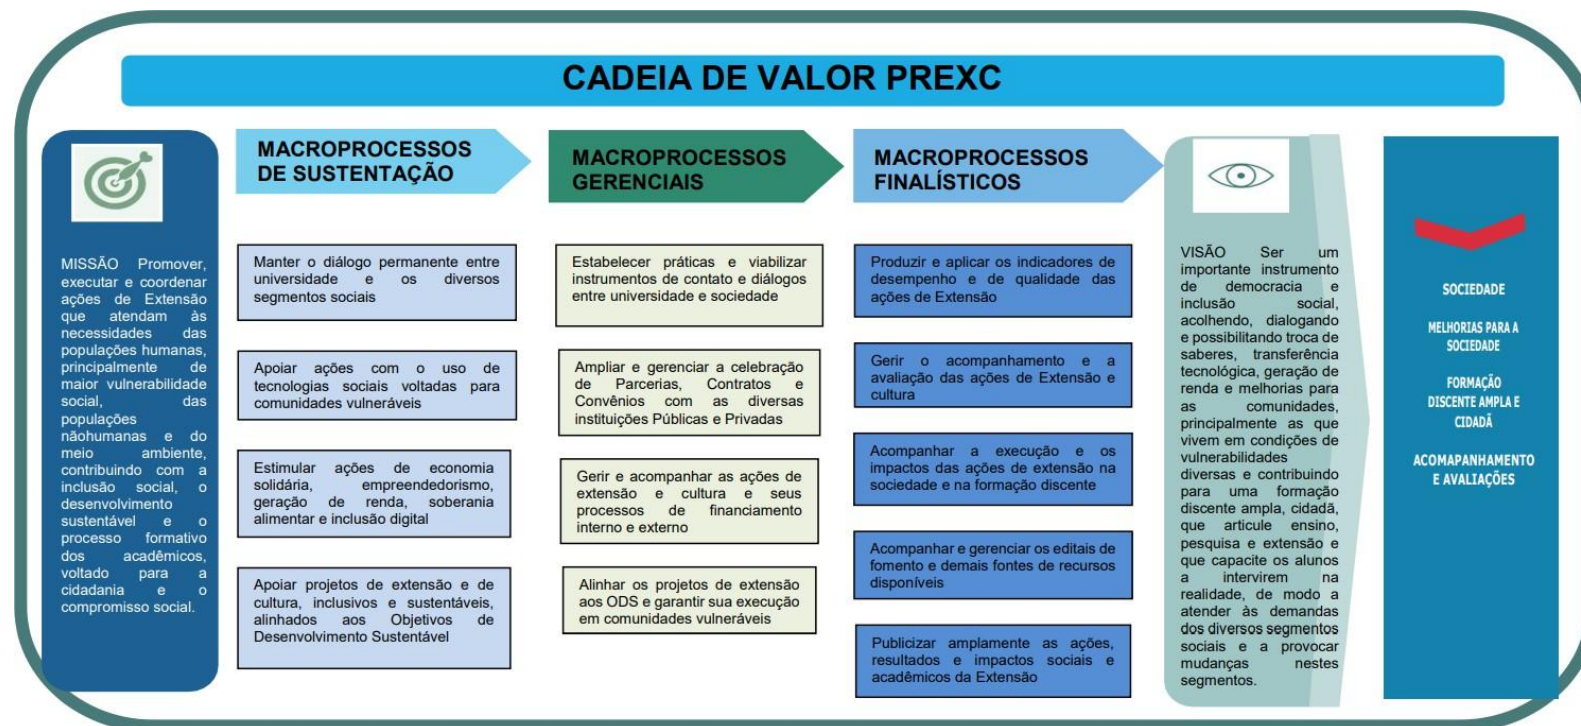 CADEIA DE VALOR PREXC
MISSÃO Promover,
executar e coordenar
ações de Extensão
que atendam às
necessidades das
populações humanas,
principalmente de
maior vulnerabilidade
social, das
populações
nãohumanas e do
meio ambiente,
contribuindo com a
inclusão social, o
desenvolvimento
sustentável e o
processo formativo
dos acadêmicos,
voltado para a
cidadania e o
compromisso social.
MACROPROCESSOS
DE SUSTENTAÇÃO
Manter o diálogo permanente entre
universidade e os diversos
segmentos sociais
Apoiar ações com o uso de
tecnologias sociais voltadas para
comunidades vulneráveis
Estimular ações de economia
solidária, empreendedorismo,
geração de renda, soberania
alimentar e inclusão digital
Apoiar projetos de extensão e de
cultura, inclusivos e sustentáveis,
alinhados aos Objetivos de
Desenvolvimento Sustentável
MACROPROCESSOS
GERENCIAIS
Estabelecer práticas e viabilizar
instrumentos de contato e diálogos
entre universidade e sociedade
Ampliar e gerenciar a celebração
de Parcerias, Contratos e
Convênios com as diversas
instituições Públicas e Privadas
Gerir e acompanhar as ações de
extensão e cultura e seus
processos de financiamento
interno e externo
Alinhar os projetos de extensão
aos ODS e garantir sua execução
em comunidades vulneráveis
MACROPROCESSOS
FINALÍSTICOS
Produzir e aplicar os indicadores de
desempenho e de qualidade das
ações de Extensão
Gerir o acompanhamento e a
avaliação das ações de Extensão e
cultura
Acompanhar a execução e os
impactos das ações de extensão na
sociedade e na formação discente
Acompanhar e gerenciar os editais de
fomento e demais fontes de recursos
disponíveis
Publicizar amplamente as ações,
resultados e impactos sociais e
acadêmicos da Extensão
VISÃO Ser um
importante instrumento
de democracia e
inclusão social,
acolhendo, dialogando
e possibilitando troca de
saberes, transferência
tecnológica, geração de
renda e melhorias para
as comunidades,
principalmente as que
vivem em condições de
vulnerabilidades
diversas e contribuindo
para uma formação
discente ampla, cidadã,
que articule ensino,
pesquisa e extensão e
que capacite os alunos
a intervirem na
realidade, de modo a
atender às demandas
dos diversos segmentos
sociais e a provocar
mudanças nestes
segmentos.
SOCIEDADE
MELHORIAS PARA A
SOCIEDADE
FORMAÇÃO
DISCENTE AMPLA E
CIDADÃ
ACOMAPANHAMENTO
E AVALIAÇÕES